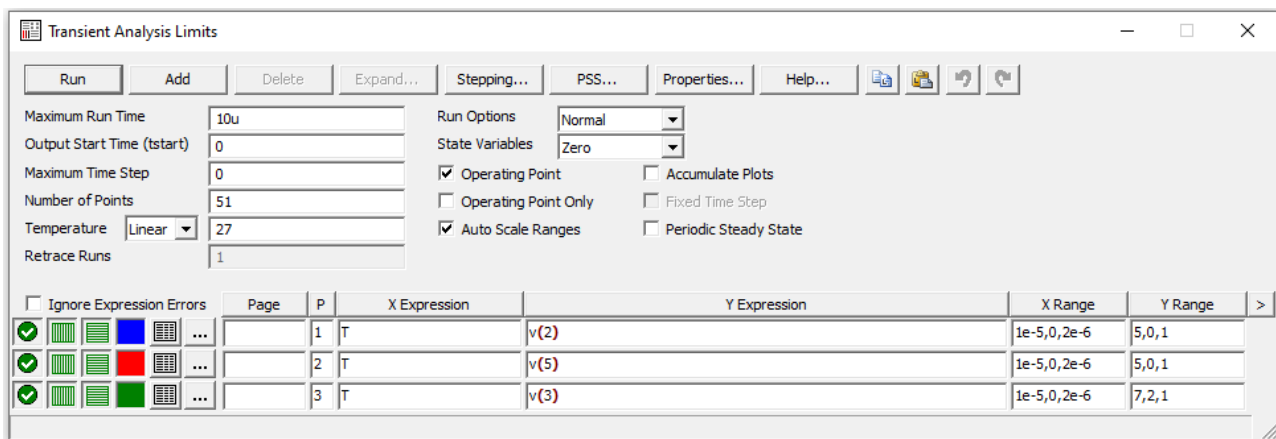 Transient Analysis Limits
Run Add Delete Expand... Stepping... PSS... Properties... Help...
Maximum Run Time 10u Run Options Normal
Output Start Time (tstart) 0 State Variables Zero
Maximum Time Step 0 Operating Point Accumulate Plots
Number of Points 51 Operating Point Only Fixed Time Step
Temperature Linear 27 Auto Scale Ranges Periodic Steady State
Retrace Runs 1
Ignore Expression Errors Page P X Expression Y Expression X Range Y Range >
... 1 T v(2) 1e-5,0,2e-6 5,0,1
... 2 T v(5) 1e-5,0,2e-6 5,0,1
... 3 T v(3) 1e-5,0,2e-6 7,2,1